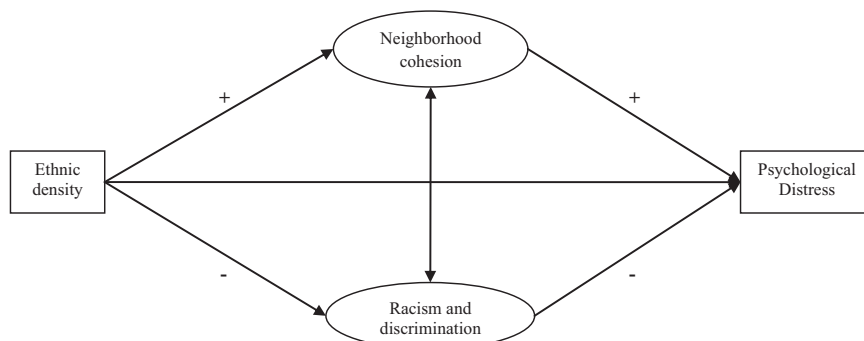 Neighborhood
cohesion
+
+
Ethnic
density
Psychological
Distress
-
-
Racism and
discrimination